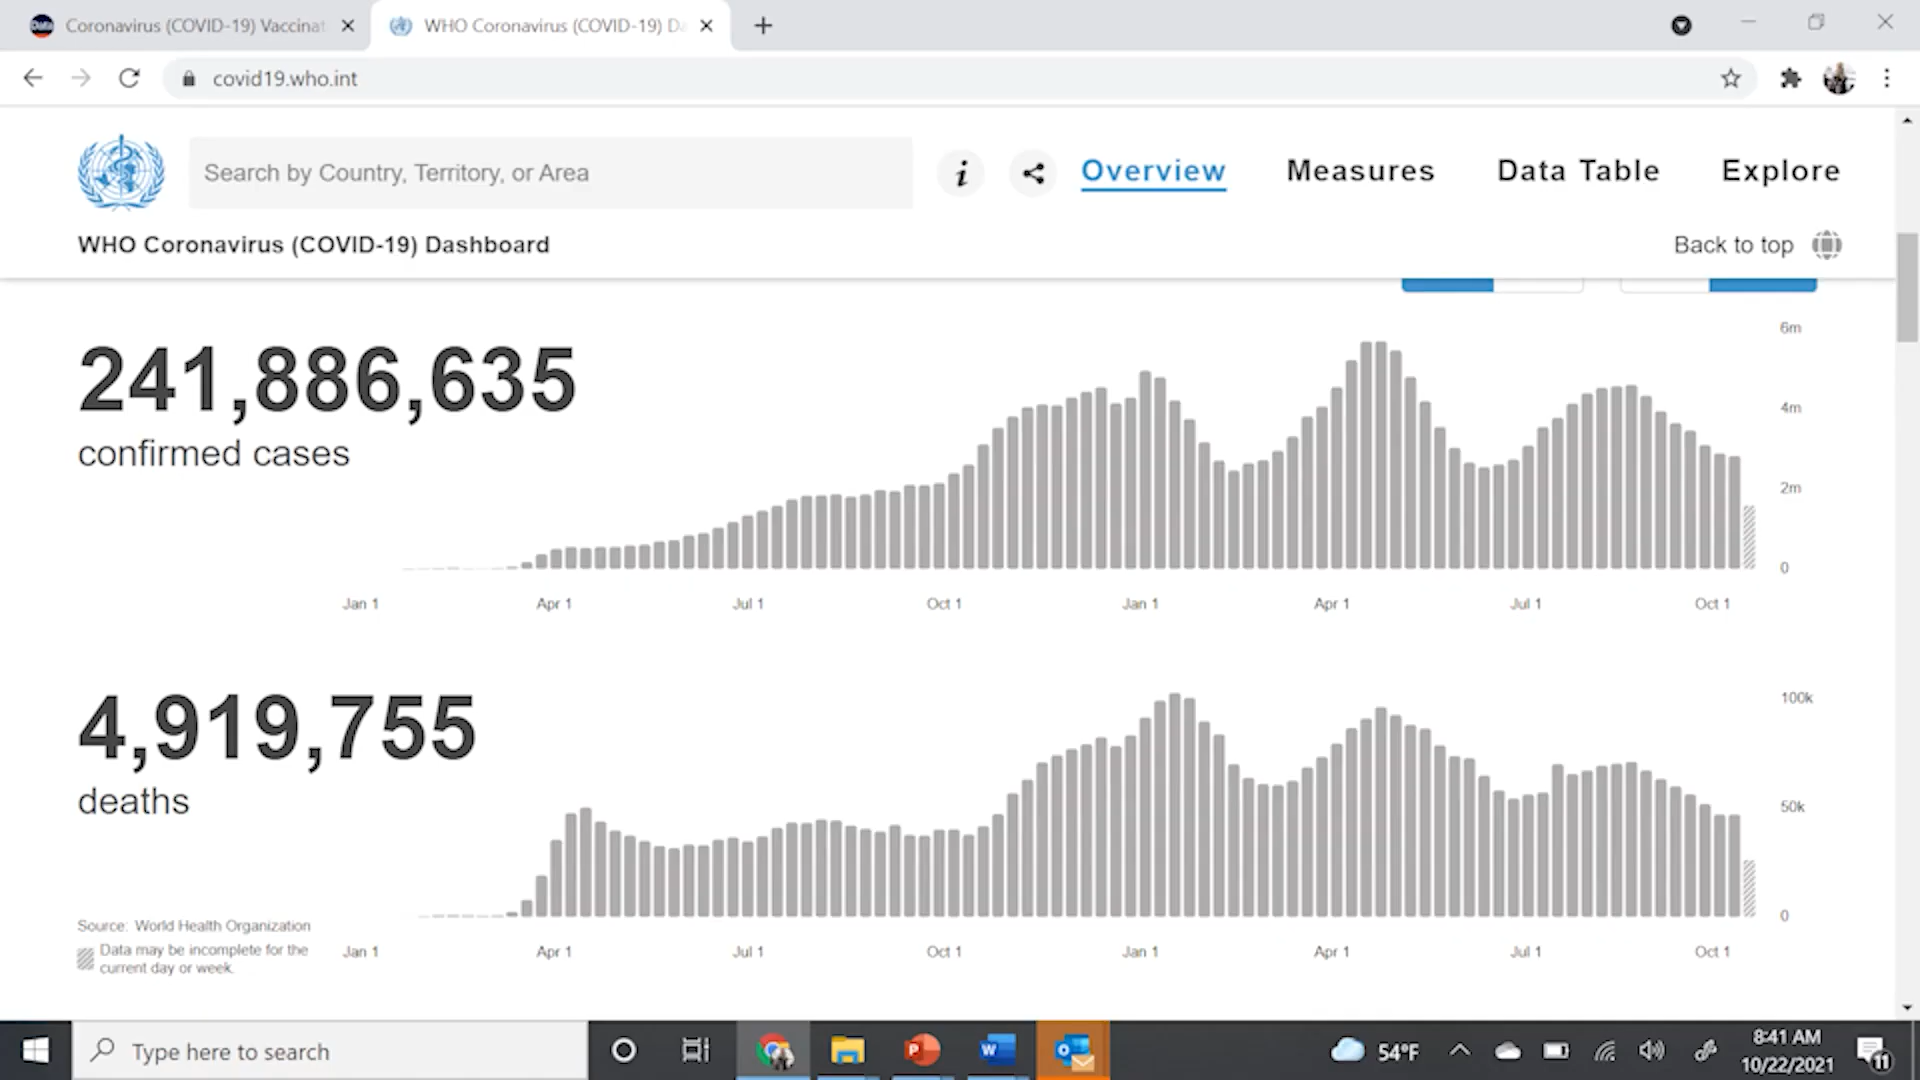 Coronavirus (COVID-19) Vaccinat
WHO Coronavirus (COVID-19) Da
covid19.who.int
Search by Country, Territory, or Area
i
Overview
Measures
Data Table
Explore
WHO Coronavirus (COVID-19) Dashboard
Back to top
241,886,635
confirmed cases
6m
4m
2m
0
Jan 1
Apr 1
Jul 1
Oct 1
Jan 1
Apr 1
Jul 1
Oct 1
4,919,755
deaths
100k
50k
0
Source: World Health Organization
Data may be incomplete for the
current day or week.
Jan 1
Apr 1
Jul 1
Oct 1
Jan 1
Apr 1
Jul 1
Oct 1
Type here to search
54°F
8:41 AM
10/22/2021
11